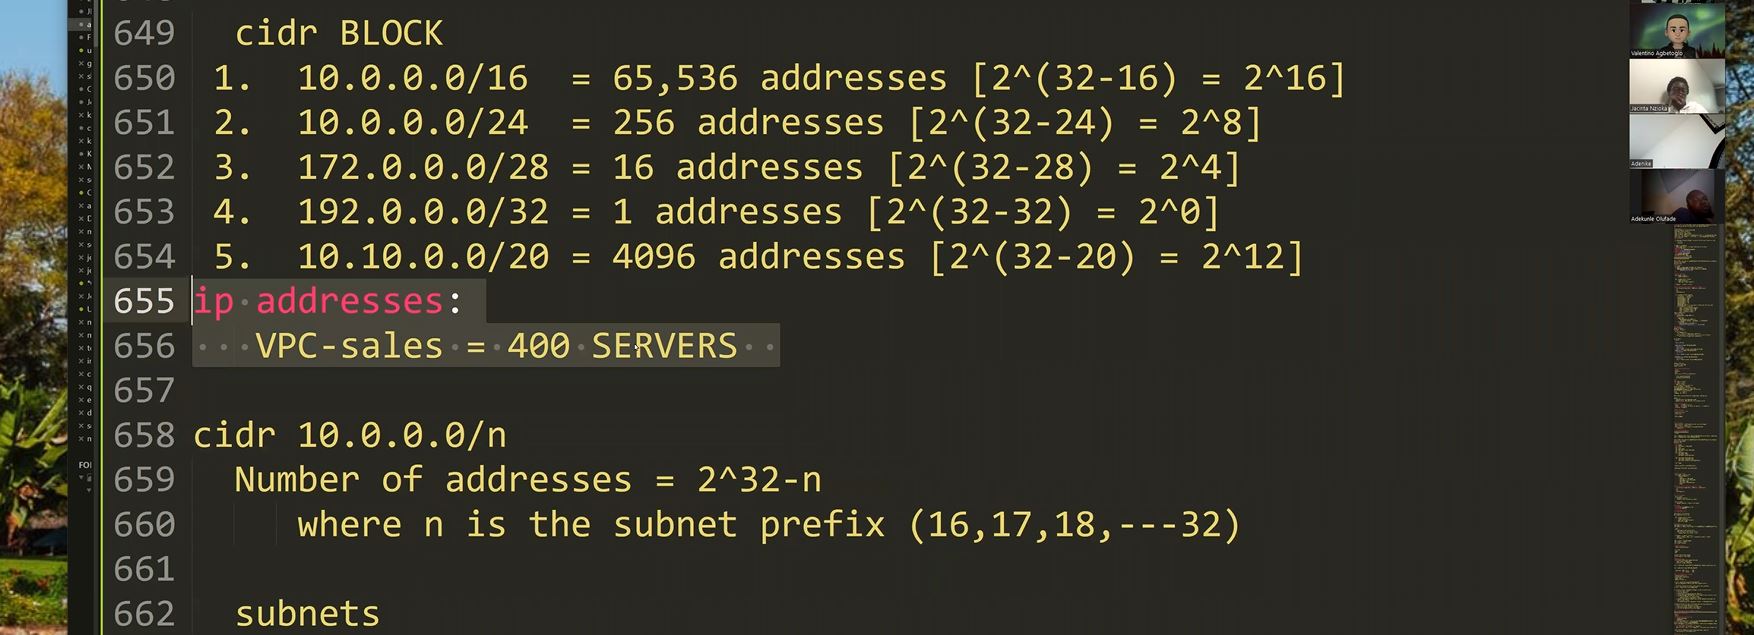 649 cidr BLOCK
650 1. 10.0.0.0/16 = 65,536 addresses [2^(32-16) = 2^16]
651 2. 10.0.0.0/24 = 256 addresses [2^(32-24) = 2^8]
652 3. 172.0.0.0/28 = 16 addresses [2^(32-28) = 2^4]
653 4. 192.0.0.0/32 = 1 addresses [2^(32-32) = 2^0]
654 5. 10.10.0.0/20 = 4096 addresses [2^(32-20) = 2^12]
655 ip addresses:
656 VPC-sales = 400 SERVERS
657
658 cidr 10.0.0.0/n
659 Number of addresses = 2^32-n
660 where n is the subnet prefix (16,17,18,---32)
661
662 subnets
Valentino Agbetoglo
Jacinta Nzioka
Adenike
Adekunle Olufade